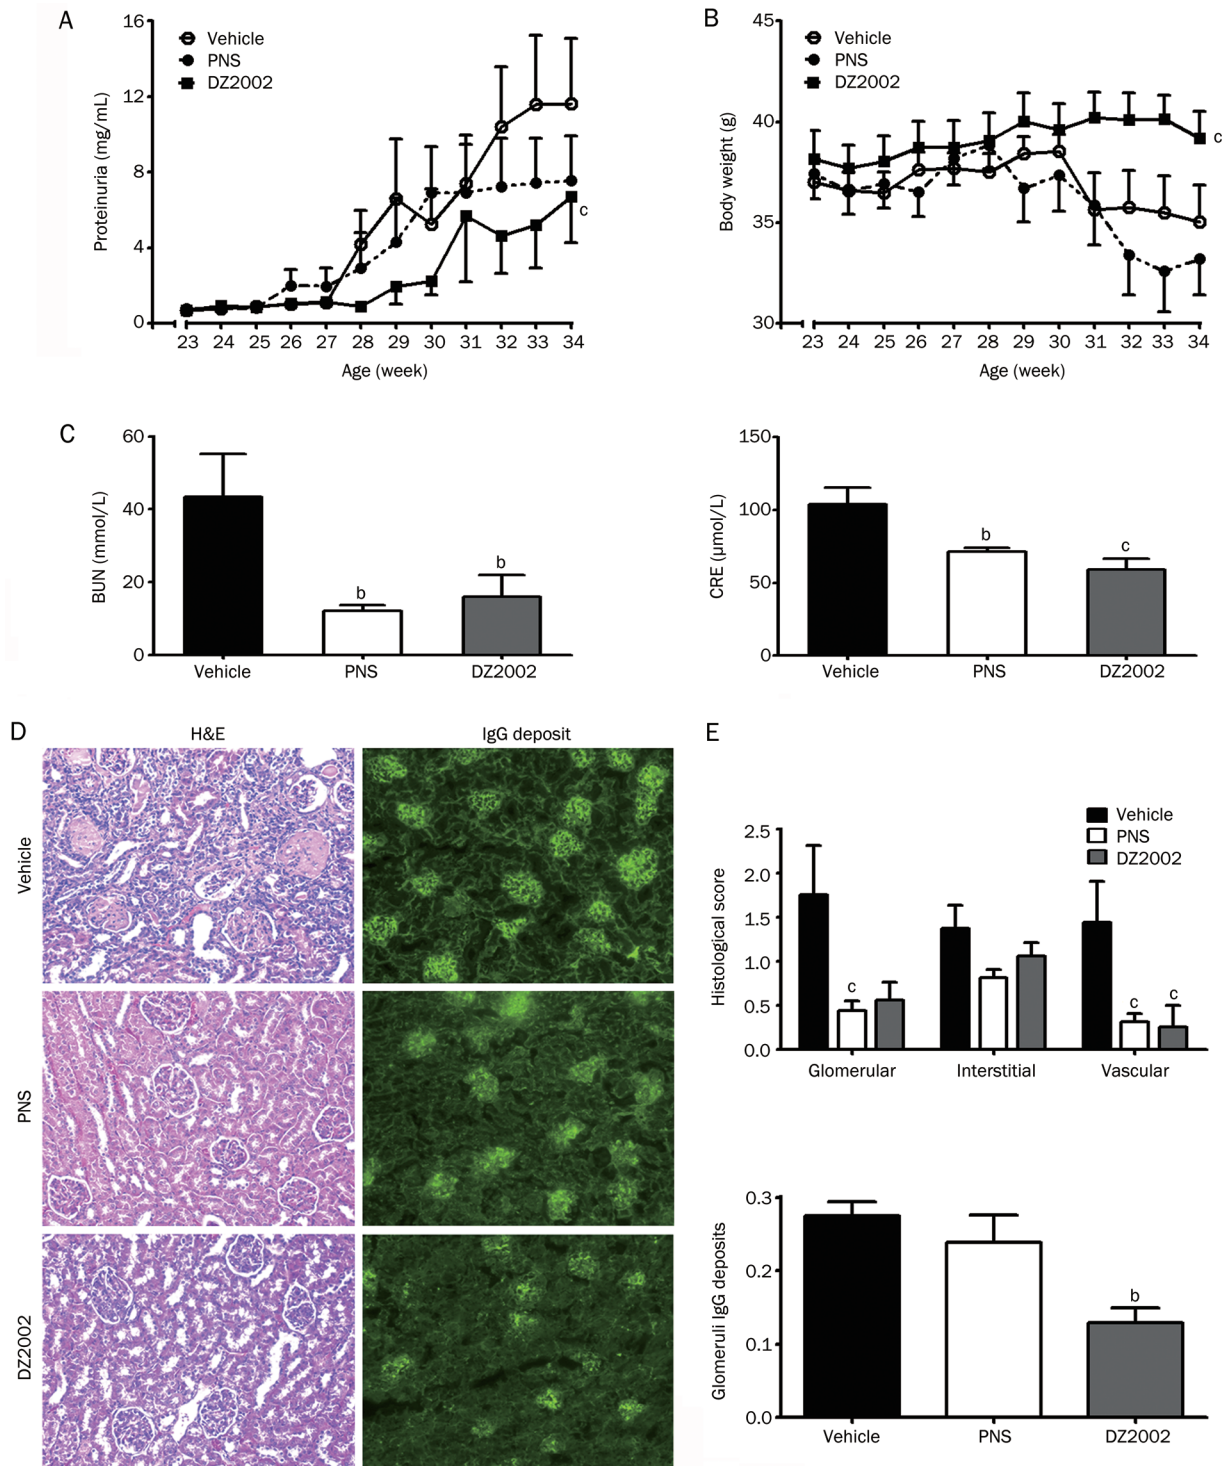 A
Proteinuria (mg/mL)
16
12
8
4
0
Vehicle
PNS
DZ2002
c
23 24 25 26 27 28 29 30 31 32 33 34
Age (week)
B
Body weight (g)
45
40
35
30
Vehicle
PNS
DZ2002
c
23 24 25 26 27 28 29 30 31 32 33 34
Age (week)
C
BUN (mmol/L)
60
40
20
0
b
b
Vehicle PNS DZ2002
CRE (μmol/L)
150
100
50
0
b
c
Vehicle PNS DZ2002
D
H&E IgG deposit
Vehicle
PNS
DZ2002
E
Vehicle
PNS
DZ2002
Histological score
2.5
2.0
1.5
1.0
0.5
0.0
c
c c
Glomerular Interstitial Vascular
Glomeruli IgG deposits
0.3
0.2
0.1
0.0
b
Vehicle PNS DZ2002